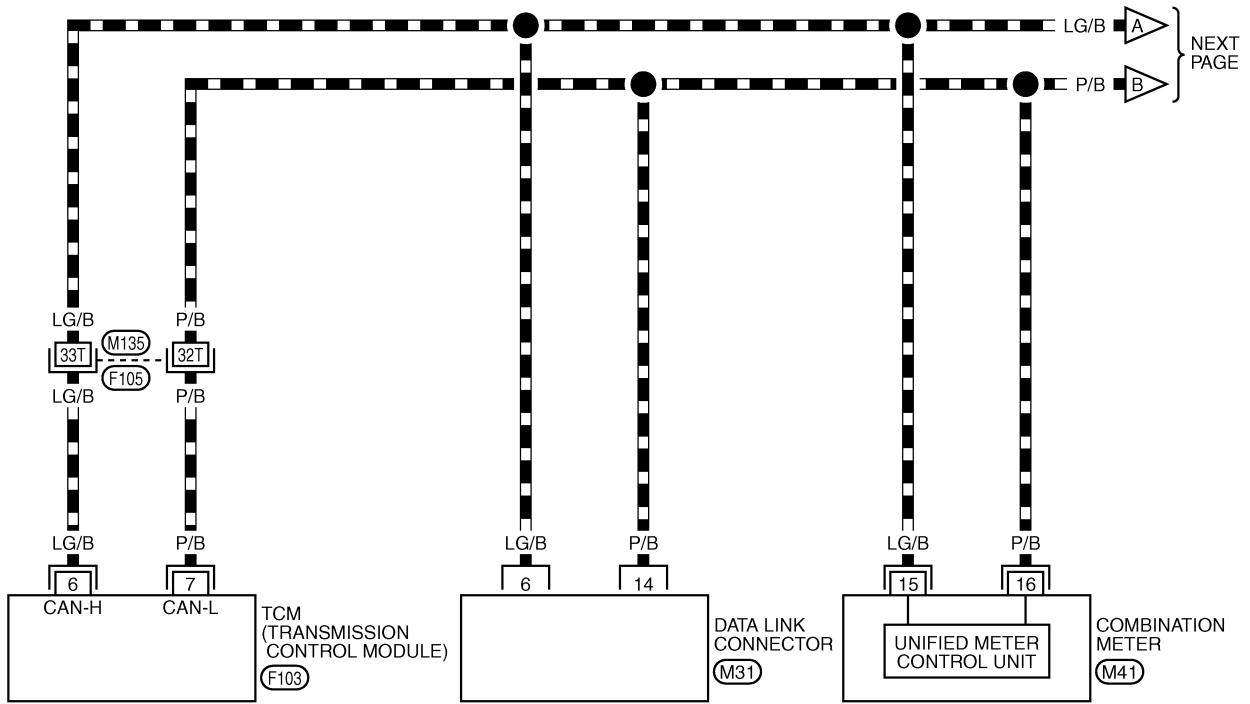 LG/B A
NEXT
PAGE
P/B B
LG/B P/B
33T M135 32T
F105
LG/B P/B
LG/B P/B LG/B P/B LG/B P/B
6 7 6 14 15 16
CAN-H CAN-L
TCM
(TRANSMISSION
CONTROL MODULE)
F103
DATA LINK
CONNECTOR
M31
UNIFIED METER
CONTROL UNIT
COMBINATION
METER
M41